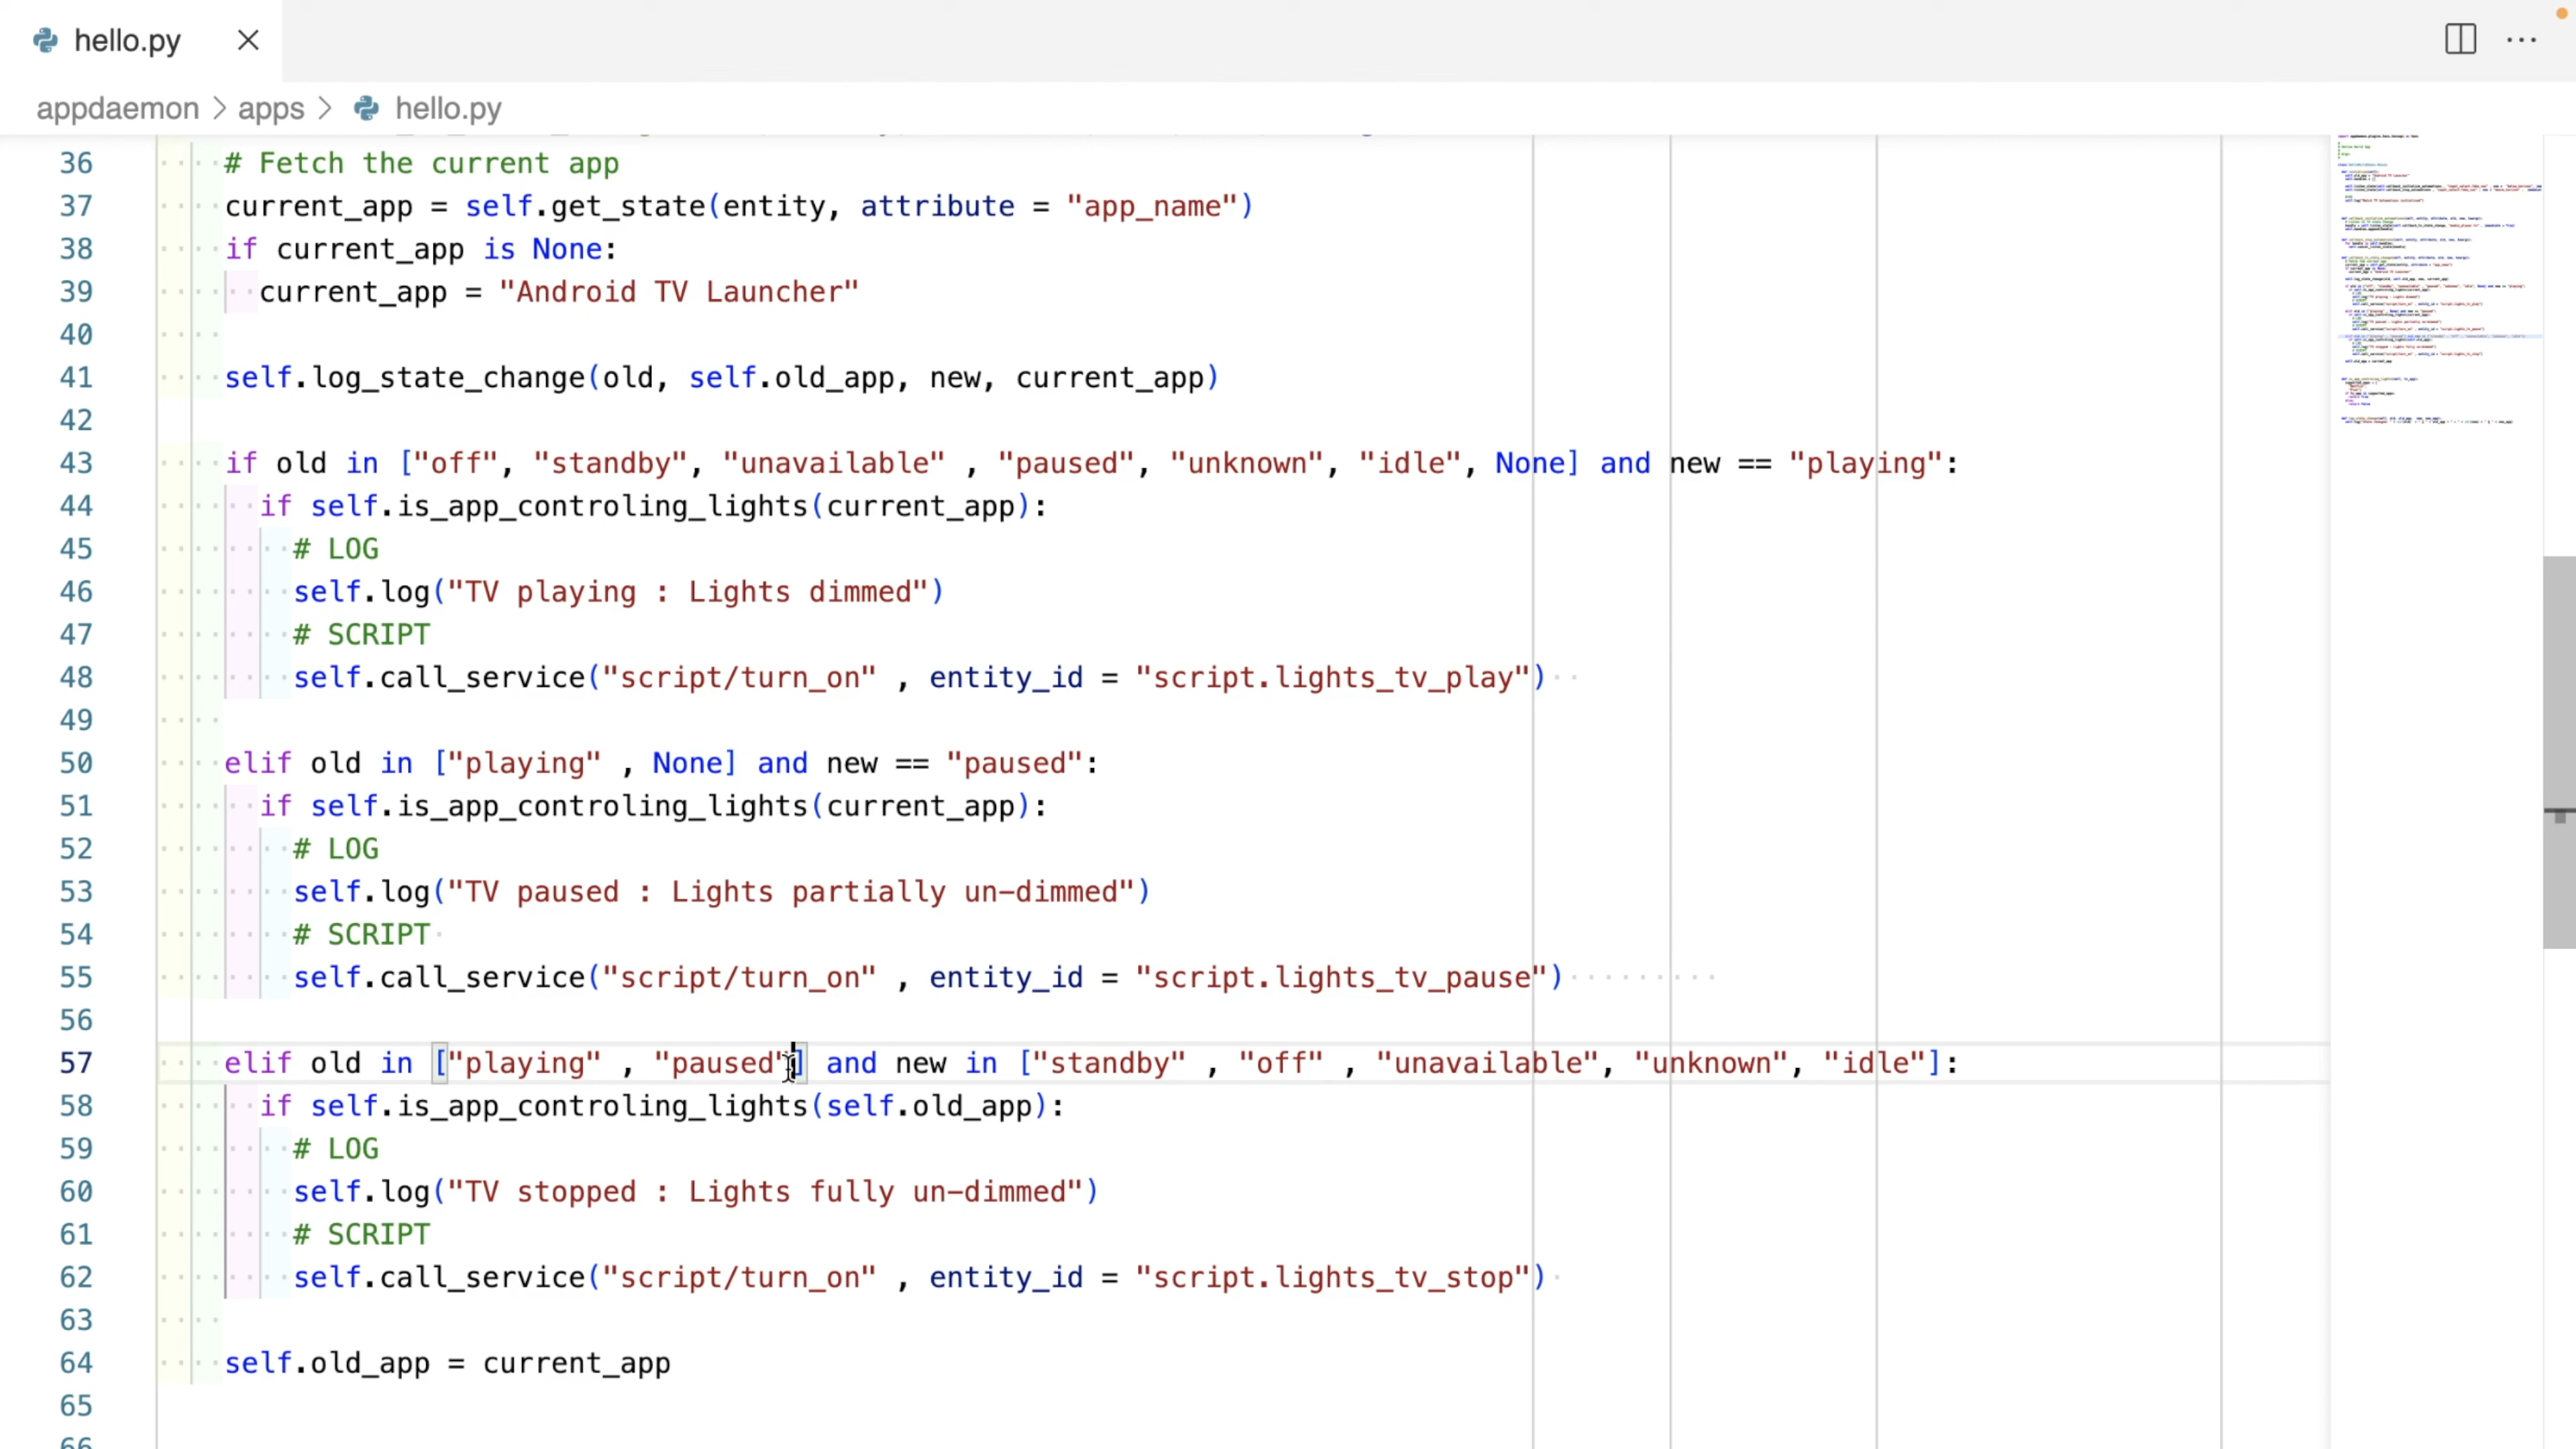 hello.py
appdaemon > apps > hello.py
36 # Fetch the current app
37 current_app = self.get_state(entity, attribute = "app_name")
38 if current_app is None:
39 current_app = "Android TV Launcher"
40
41 self.log_state_change(old, self.old_app, new, current_app)
42
43 if old in ["off", "standby", "unavailable" , "paused", "unknown", "idle", None] and new == "playing":
44 if self.is_app_controling_lights(current_app):
45 # LOG
46 self.log("TV playing : Lights dimmed")
47 # SCRIPT
48 self.call_service("script/turn_on" , entity_id = "script.lights_tv_play")
49
50 elif old in ["playing" , None] and new == "paused":
51 if self.is_app_controling_lights(current_app):
52 # LOG
53 self.log("TV paused : Lights partially un-dimmed")
54 # SCRIPT
55 self.call_service("script/turn_on" , entity_id = "script.lights_tv_pause")
56
57 elif old in ["playing" , "paused"] and new in ["standby" , "off" , "unavailable", "unknown", "idle"]:
58 if self.is_app_controling_lights(self.old_app):
59 # LOG
60 self.log("TV stopped : Lights fully un-dimmed")
61 # SCRIPT
62 self.call_service("script/turn_on" , entity_id = "script.lights_tv_stop")
63
64 self.old_app = current_app
65
66